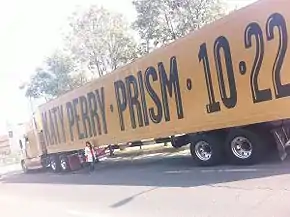 KATY PERRY · PRISM · 10·22